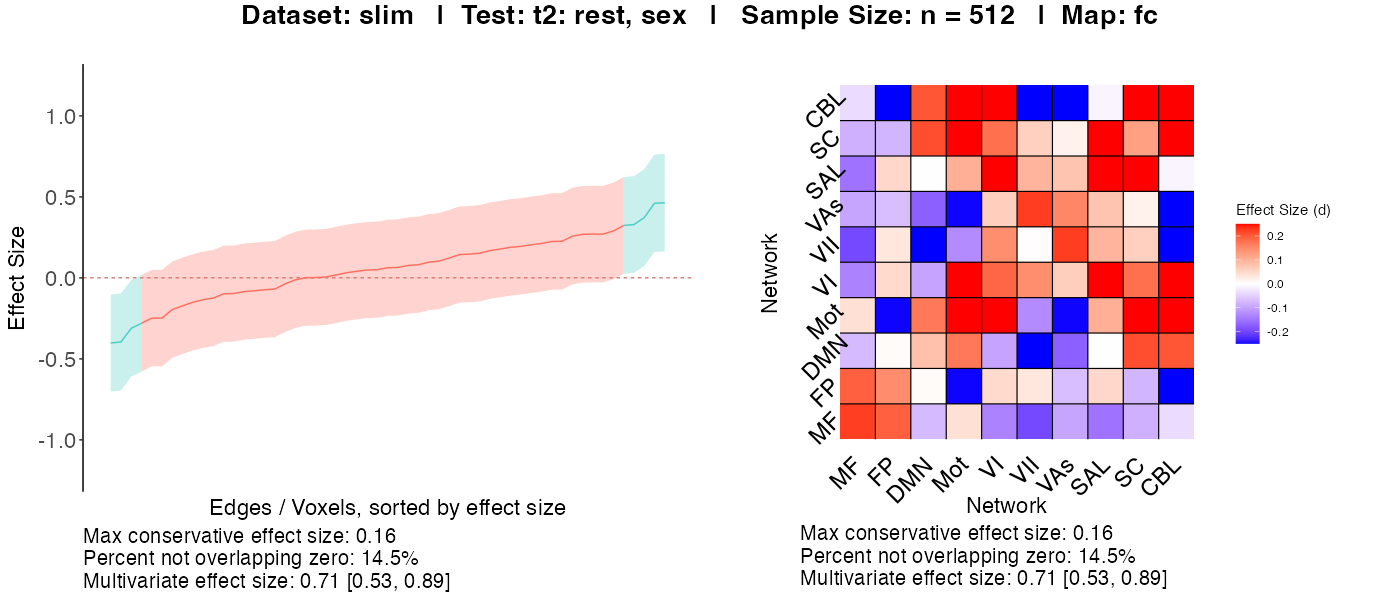 Dataset: slim | Test: t2: rest, sex | Sample Size: n = 512 | Map: fc
Effect Size
1.0
0.5
0.0
-0.5
-1.0
Edges / Voxels, sorted by effect size
Max conservative effect size: 0.16
Percent not overlapping zero: 14.5%
Multivariate effect size: 0.71 [0.53, 0.89]
Network
CBL
SC
SAL
VAs
VII
VI
Mot
DMN
FP
MF
MF FP DMN Mot VI VII VAs SAL SC CBL
Network
Max conservative effect size: 0.16
Percent not overlapping zero: 14.5%
Multivariate effect size: 0.71 [0.53, 0.89]
Effect Size (d)
0.2
0.1
0.0
-0.1
-0.2